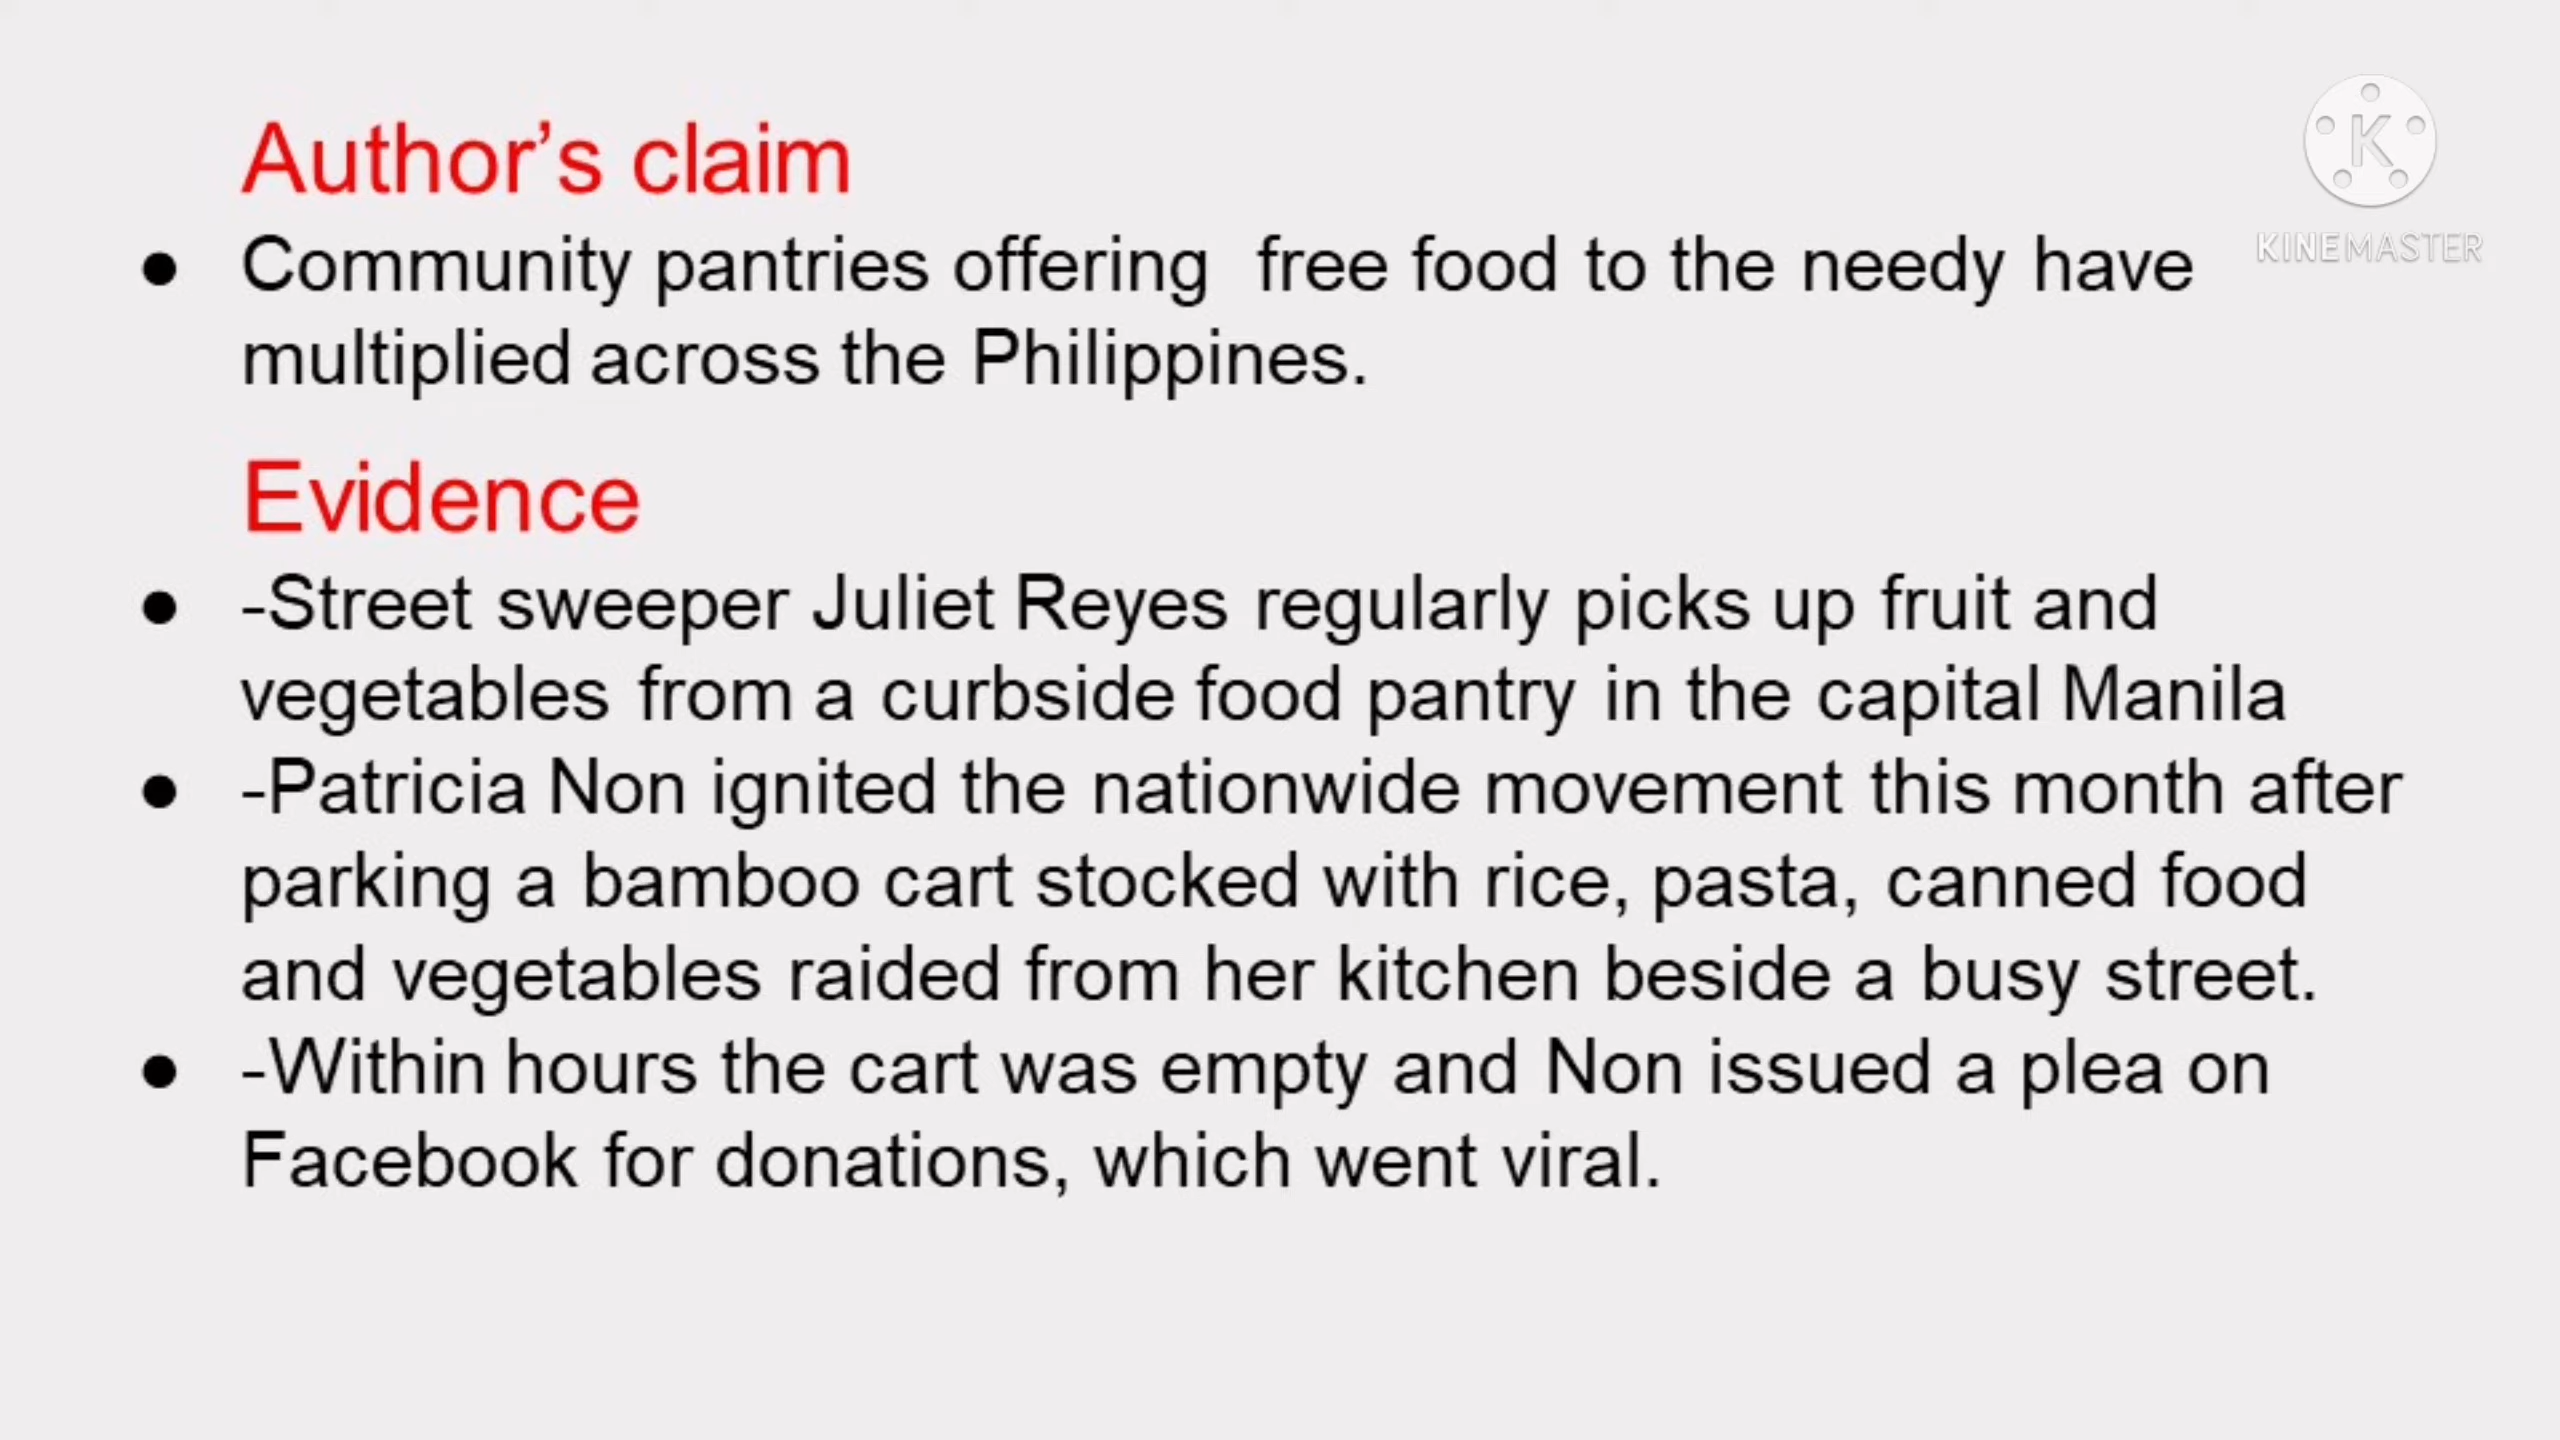 Author’s claim
K
KINEMASTER
● Community pantries offering  free food to the needy have
multiplied across the Philippines.
Evidence
● -Street sweeper Juliet Reyes regularly picks up fruit and
vegetables from a curbside food pantry in the capital Manila
● -Patricia Non ignited the nationwide movement this month after
parking a bamboo cart stocked with rice, pasta, canned food
and vegetables raided from her kitchen beside a busy street.
● -Within hours the cart was empty and Non issued a plea on
Facebook for donations, which went viral.